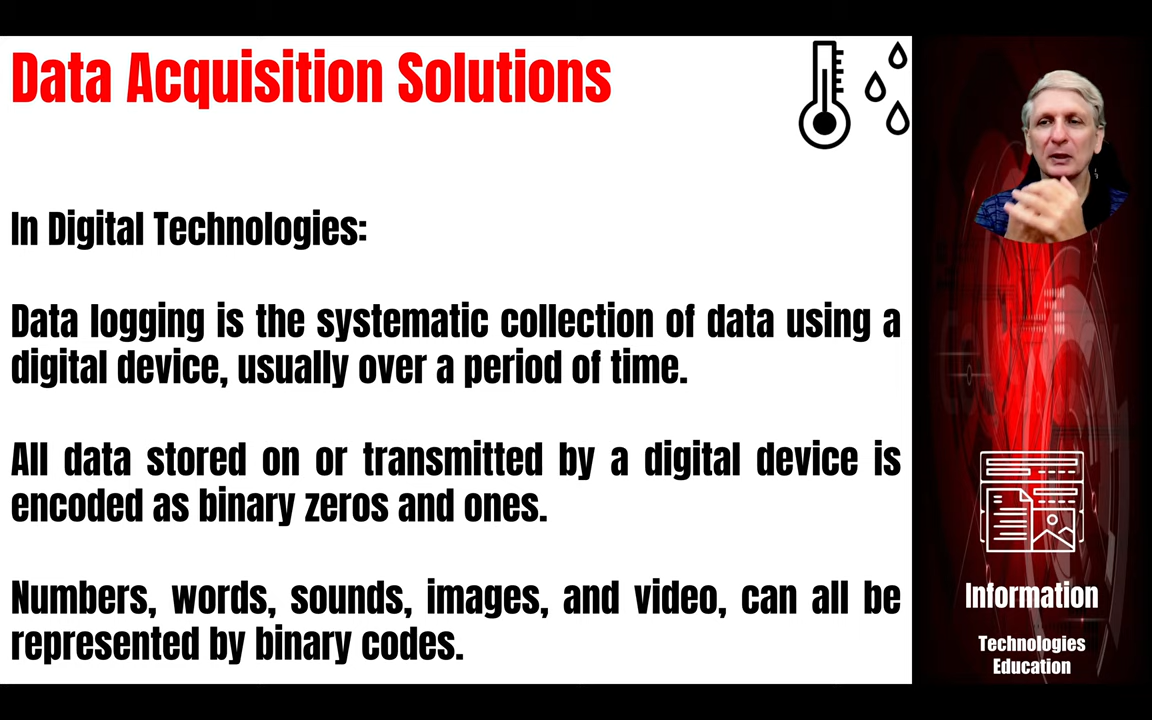 Data Acquisition Solutions
In Digital Technologies:
Data logging is the systematic collection of data using a
digital device, usually over a period of time.
All data stored on or transmitted by a digital device is
encoded as binary zeros and ones.
Numbers, words, sounds, images, and video, can all be
represented by binary codes.
Information
Technologies
Education